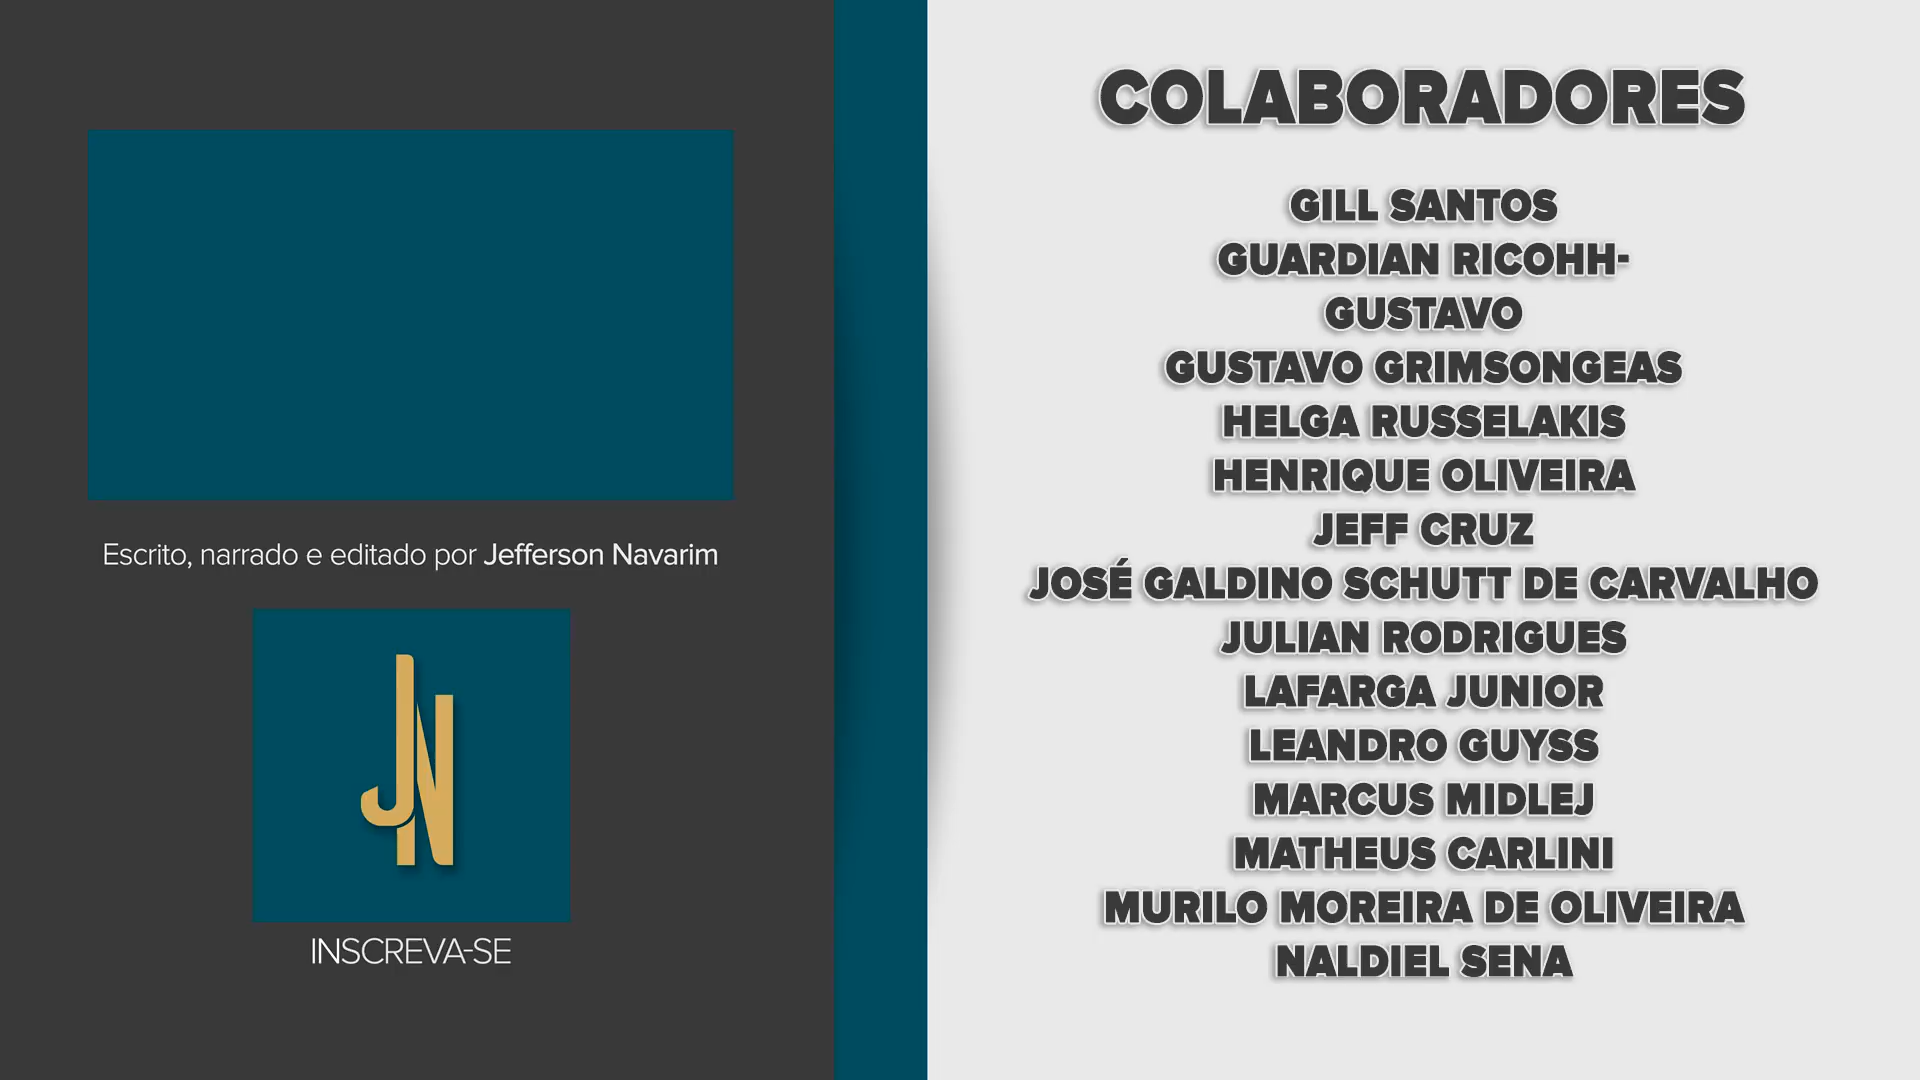 Escrito, narrado e editado por Jefferson Navarim
JN
INSCREVA-SE
COLABORADORES
GILL SANTOS
GUARDIAN RICOHH-
GUSTAVO
GUSTAVO GRIMSONGEAS
HELGA RUSSELAKIS
HENRIQUE OLIVEIRA
JEFF CRUZ
JOSÉ GALDINO SCHUTT DE CARVALHO
JULIAN RODRIGUES
LAFARGA JUNIOR
LEANDRO GUYSS
MARCUS MIDLEJ
MATHEUS CARLINI
MURILO MOREIRA DE OLIVEIRA
NALDIEL SENA